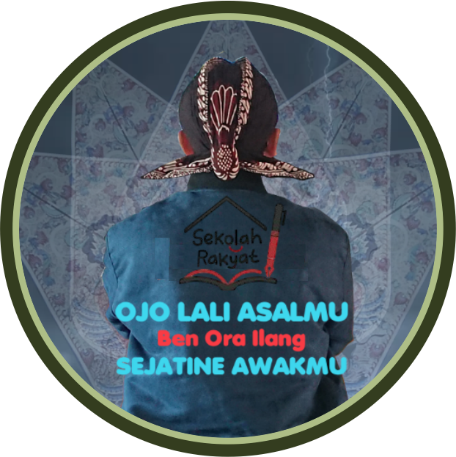 Sekolah
Rakyat
OJO LALI ASALMU
Ben Ora Ilang
SEJATINE AWAKMU